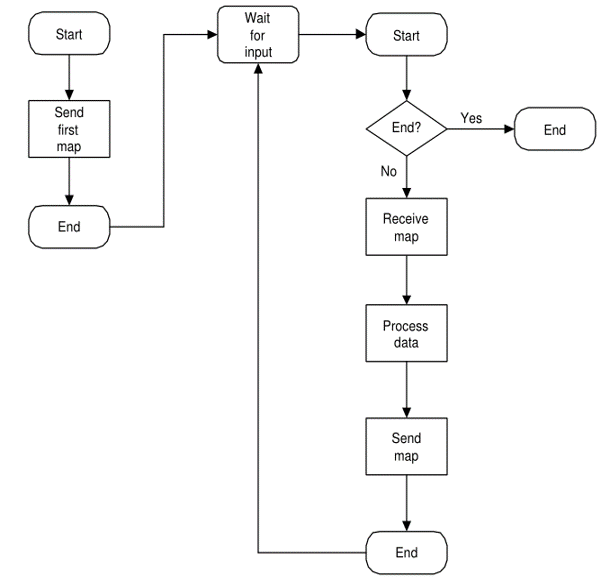 Start
Send
first
map
End
Wait
for
input
Start
End?
Yes
End
No
Receive
map
Process
data
Send
map
End